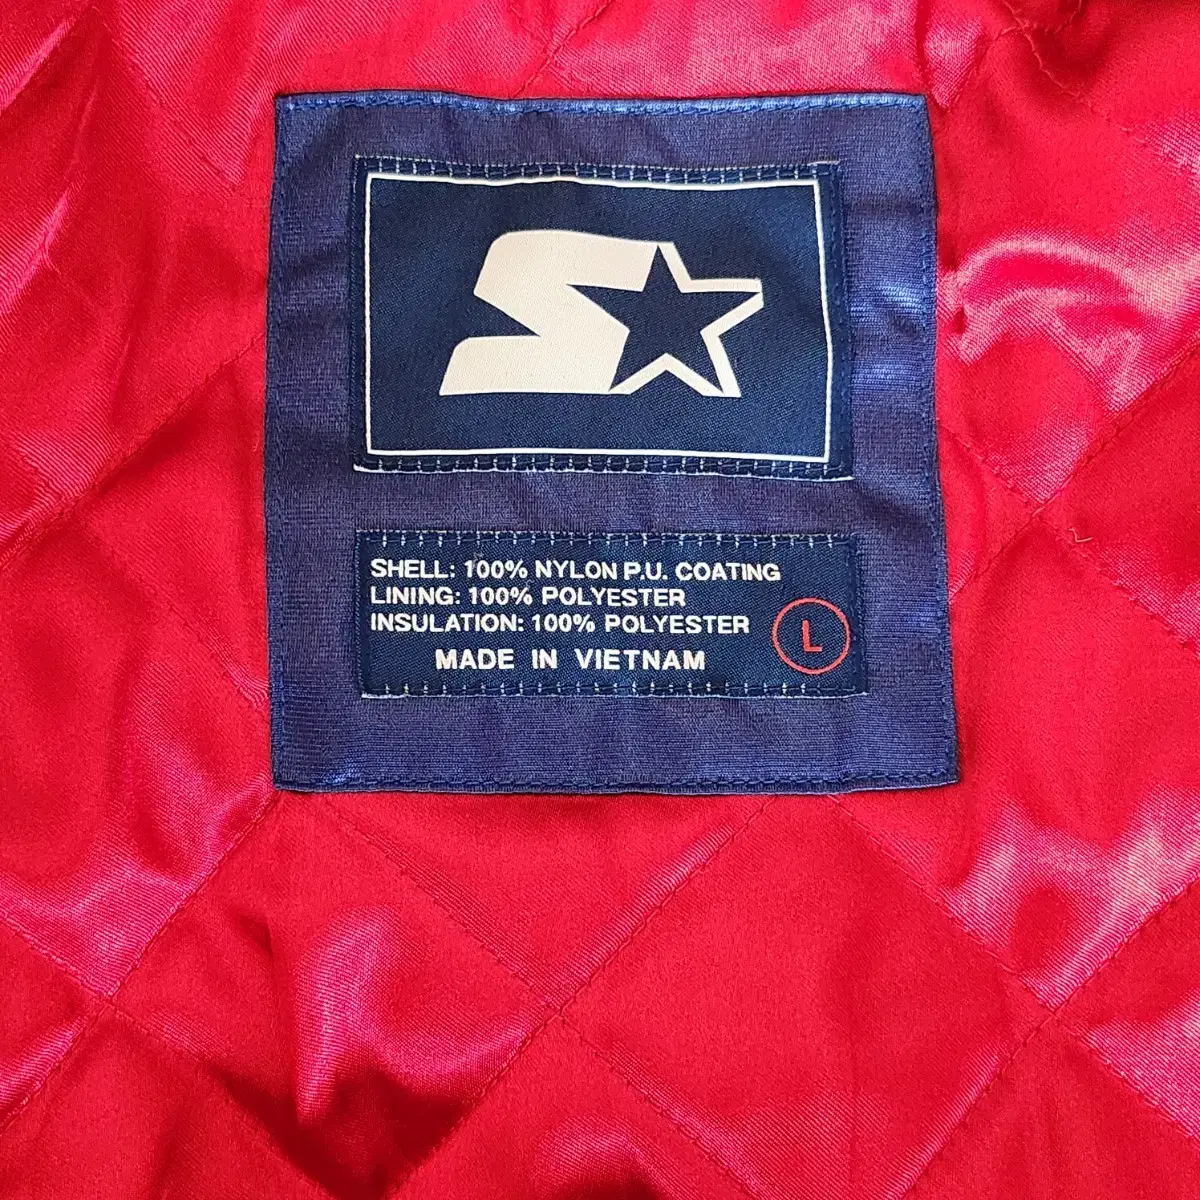 SHELL: 100% NYLON P.U. COATING
LINING: 100% POLYESTER
INSULATION: 100% POLYESTER
MADE IN VIETNAM
L